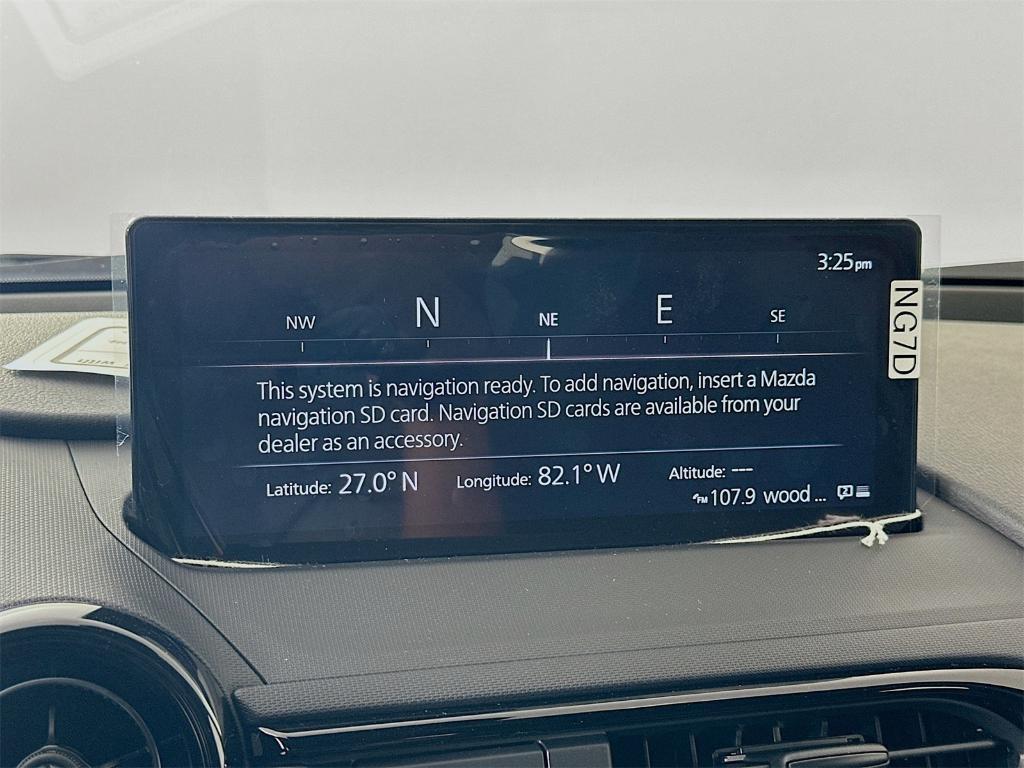 3:25pm
NW N NE E SE
NG7D
This system is navigation ready. To add navigation, insert a Mazda
navigation SD card. Navigation SD cards are available from your
dealer as an accessory.
Latitude: 27.0° N Longitude: 82.1° W Altitude: ---
FM 107.9 wood ...